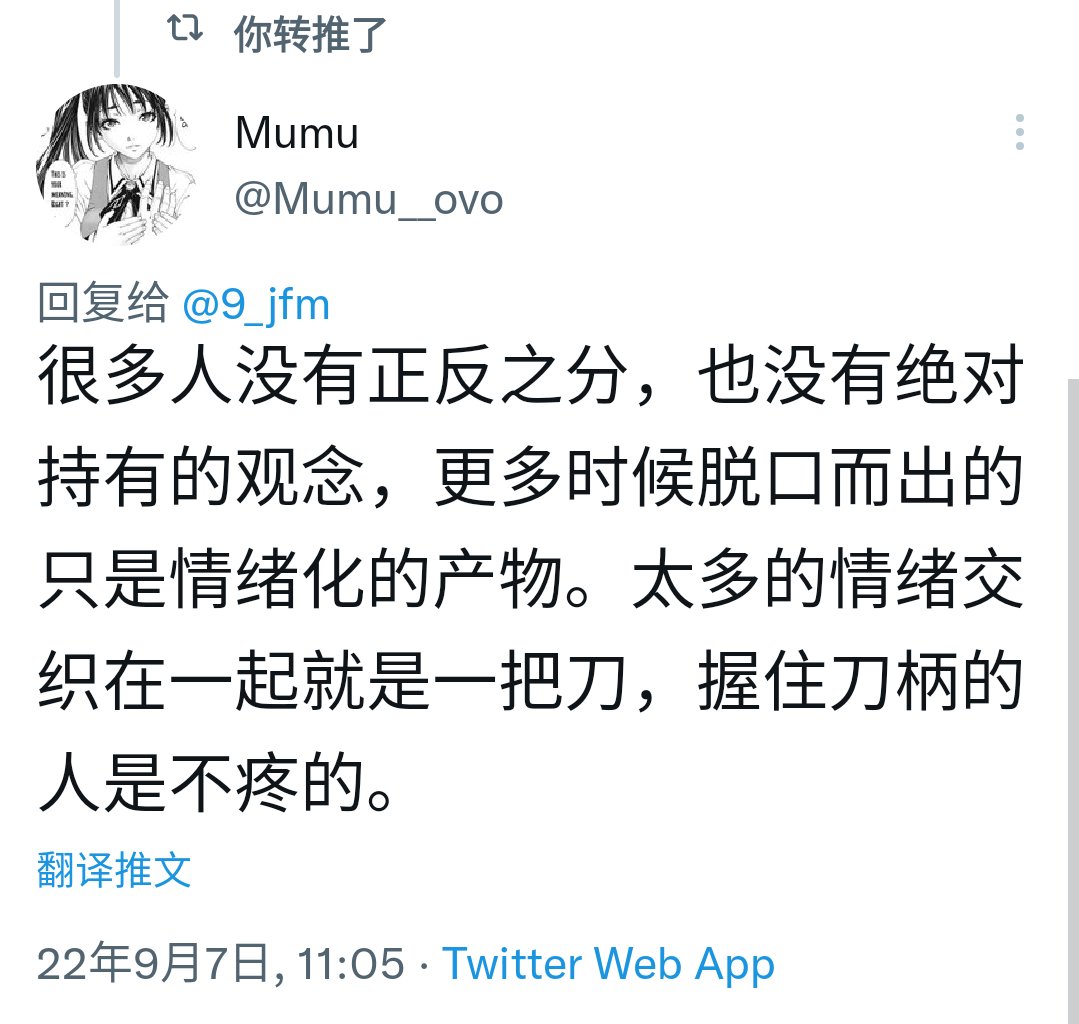 你转推了
Mumu
@Mumu__ovo
回复给 @9_jfm
很多人没有正反之分，也没有绝对
持有的观念，更多时候脱口而出的
只是情绪化的产物。太多的情绪交
织在一起就是一把刀，握住刀柄的
人是不疼的。
翻译推文
22年9月7日, 11:05 · Twitter Web App